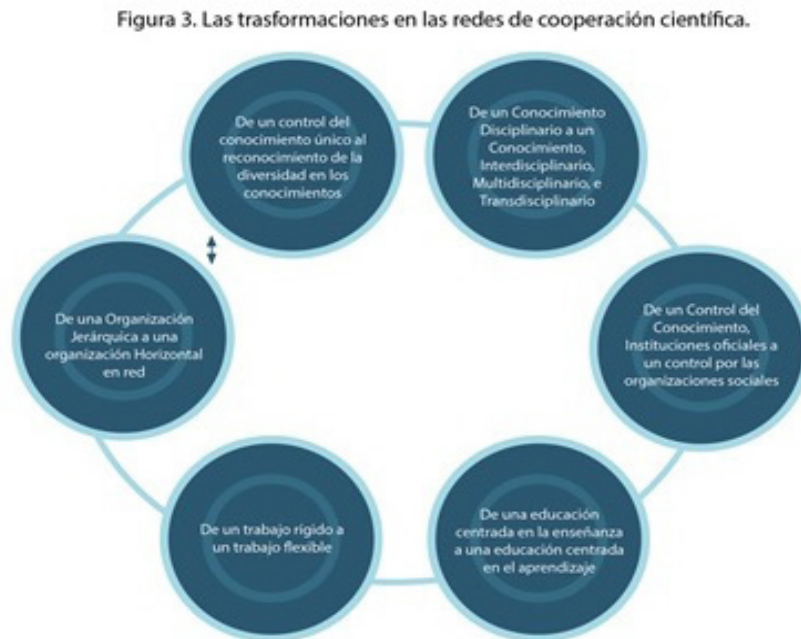 Figura 3. Las trasformaciones en las redes de cooperación científica.
De un control del
conocimiento único al
reconocimiento de la
diversidad en los
conocimientos
De un Conocimiento
Disciplinario a un
Conocimiento,
Interdisciplinario,
Multidisciplinario, e
Transdisciplinario
De una Organización
Jerárquica a una
organización Horizontal
en red
De un Control del
Conocimiento,
Instituciones oficiales a
un control por las
organizaciones sociales
De un trabajo rígido a
un trabajo flexible
De una educación
centrada en la enseñanza
a una educación centrada
en el aprendizaje